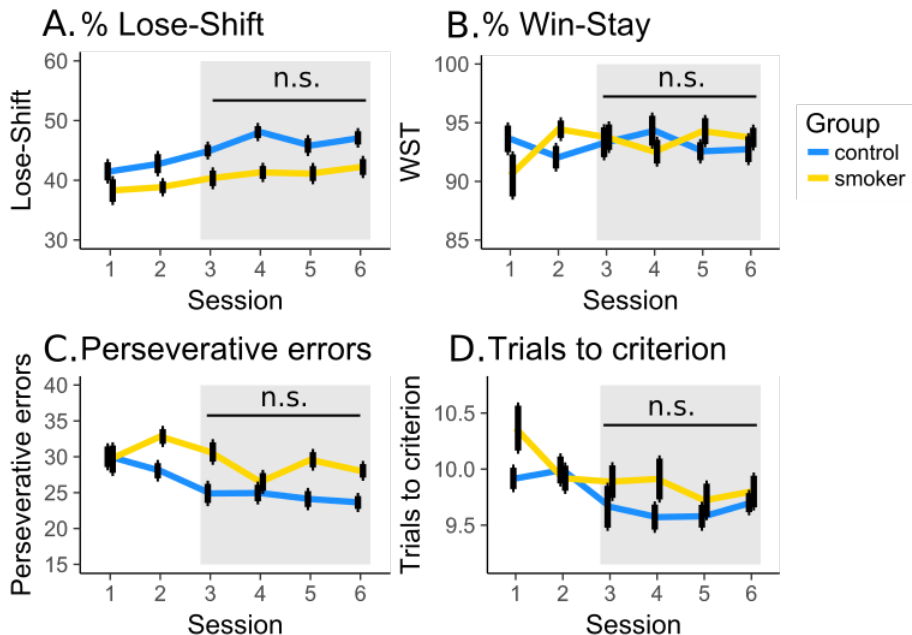 A. % Lose-Shift
Lose-Shift
60
50
40
30
n.s.
1 2 3 4 5 6
Session
B. % Win-Stay
WST
100
95
90
85
n.s.
1 2 3 4 5 6
Session
Group
control
smoker
C. Perseverative errors
Perseverative errors
40
35
30
25
20
15
n.s.
1 2 3 4 5 6
Session
D. Trials to criterion
Trials to criterion
10.5
10.0
9.5
n.s.
1 2 3 4 5 6
Session